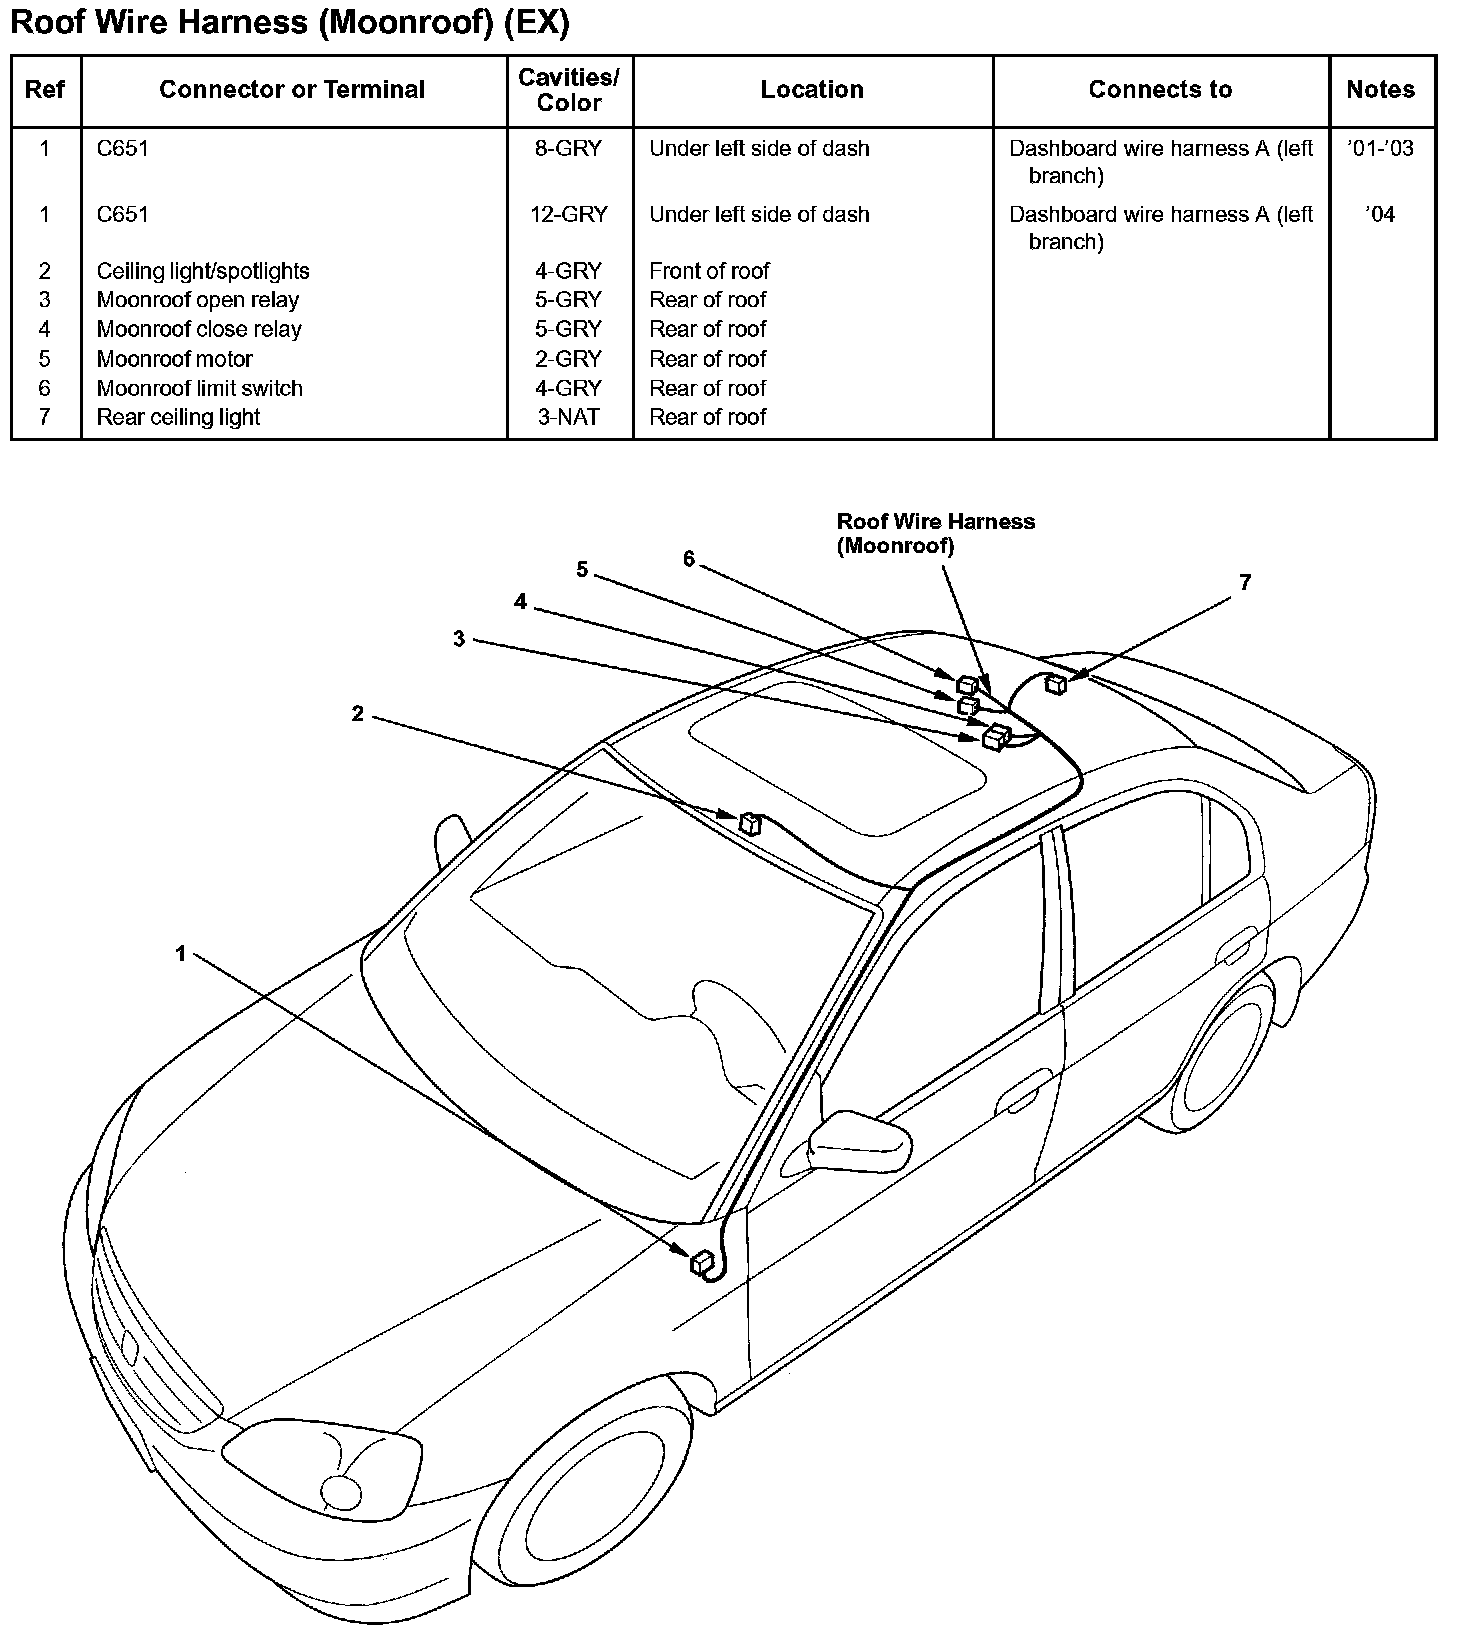 Roof Wire Harness (Moonroof) (EX)
Ref Connector or Terminal Cavities/ Color Location Connects to Notes
1 C651 8-GRY Under left side of dash Dashboard wire harness A (left branch) ’01-’03
1 C651 12-GRY Under left side of dash Dashboard wire harness A (left branch) ’04
2 Ceiling light/spotlights 4-GRY Front of roof
3 Moonroof open relay 5-GRY Rear of roof
4 Moonroof close relay 5-GRY Rear of roof
5 Moonroof motor 2-GRY Rear of roof
6 Moonroof limit switch 4-GRY Rear of roof
7 Rear ceiling light 3-NAT Rear of roof
Roof Wire Harness
(Moonroof)
6
5
7
4
3
2
1